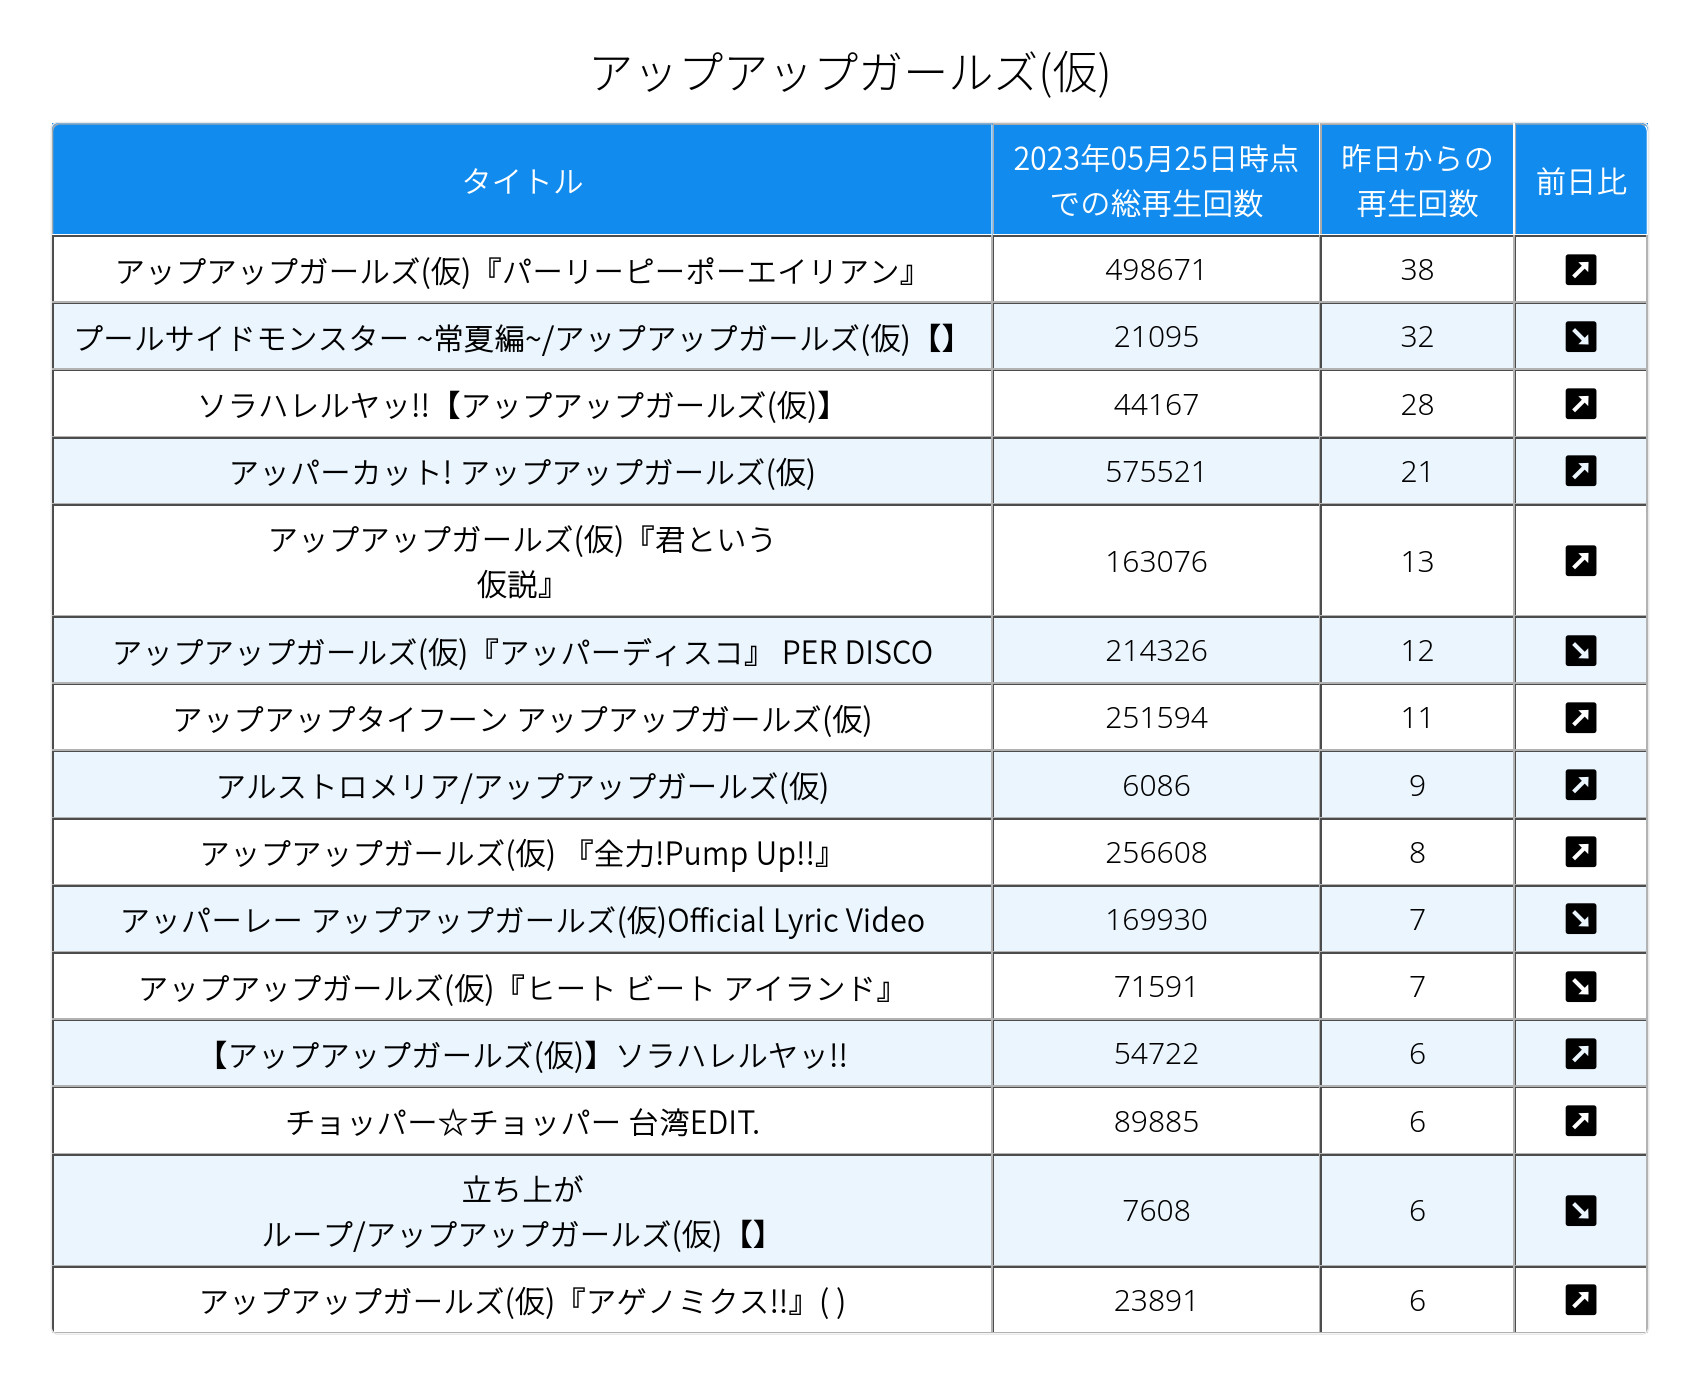 アップアップガールズ(仮)
タイトル
2023年05月25日時点
での総再生回数
昨日からの
再生回数
前日比
アップアップガールズ(仮)『パーリーピーポーエイリアン』 498671 38
プールサイドモンスター ~常夏編~/アップアップガールズ(仮)【】 21095 32
ソラハレルヤッ!!【アップアップガールズ(仮)】 44167 28
アッパーカット! アップアップガールズ(仮) 575521 21
アップアップガールズ(仮)『君という
仮説』 163076 13
アップアップガールズ(仮)『アッパーディスコ』 PER DISCO 214326 12
アップアップタイフーン アップアップガールズ(仮) 251594 11
アルストロメリア/アップアップガールズ(仮) 6086 9
アップアップガールズ(仮) 『全力!Pump Up!!』 256608 8
アッパーレー アップアップガールズ(仮)Official Lyric Video 169930 7
アップアップガールズ(仮)『ヒート ビート アイランド』 71591 7
【アップアップガールズ(仮)】ソラハレルヤッ!! 54722 6
チョッパー☆チョッパー 台湾EDIT. 89885 6
立ち上が
ループ/アップアップガールズ(仮)【】 7608 6
アップアップガールズ(仮)『アゲノミクス!!』( ) 23891 6